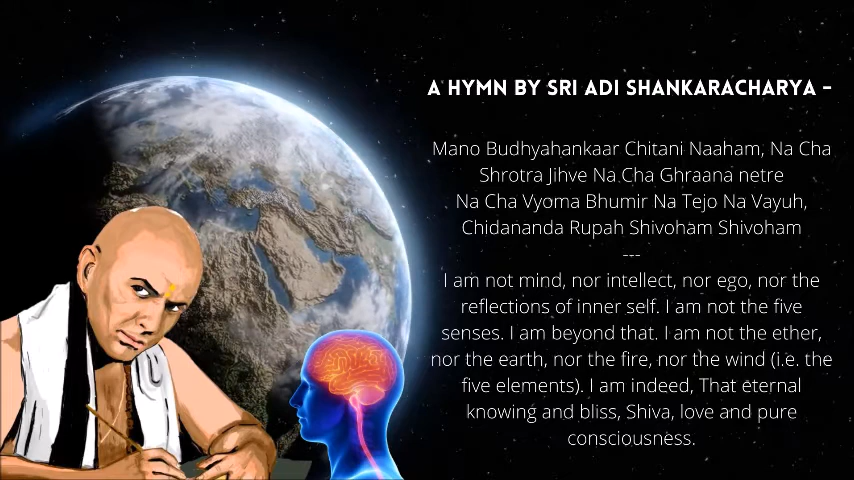 A HYMN BY SRI ADI SHANKARACHARYA -
Mano Budhyahankaar Chitani Naaham, Na Cha
Shrotra Jihve Na Cha Ghraana netre
Na Cha Vyoma Bhumir Na Tejo Na Vayuh,
Chidananda Rupah Shivoham Shivoham
---
I am not mind, nor intellect, nor ego, nor the
reflections of inner self. I am not the five
senses. I am beyond that. I am not the ether,
nor the earth, nor the fire, nor the wind (i.e. the
five elements). I am indeed, That eternal
knowing and bliss, Shiva, love and pure
consciousness.